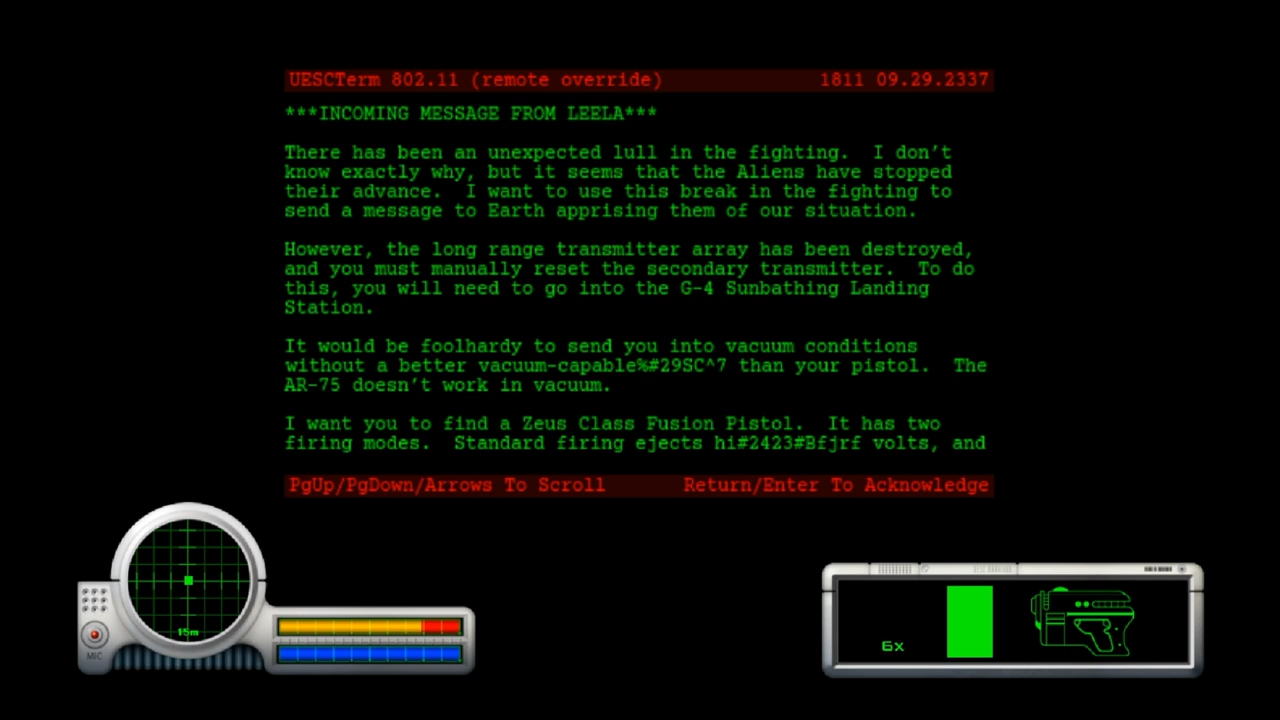 UESCTerm 802.11 (remote override) 1811 09.29.2337
***INCOMING MESSAGE FROM LEELA***
There has been an unexpected lull in the fighting.  I don't
know exactly why, but it seems that the Aliens have stopped
their advance.  I want to use this break in the fighting to
send a message to Earth apprising them of our situation.
However, the long range transmitter array has been destroyed,
and you must manually reset the secondary transmitter.  To do
this, you will need to go into the G-4 Sunbathing Landing
Station.
It would be foolhardy to send you into vacuum conditions
without a better vacuum-capable%#29SC^7 than your pistol.  The
AR-75 doesn't work in vacuum.
I want you to find a Zeus Class Fusion Pistol.  It has two
firing modes.  Standard firing ejects hi#2423#Bfjrf volts, and
PgUp/PgDown/Arrows To Scroll Return/Enter To Acknowledge
15m
MIC
6x